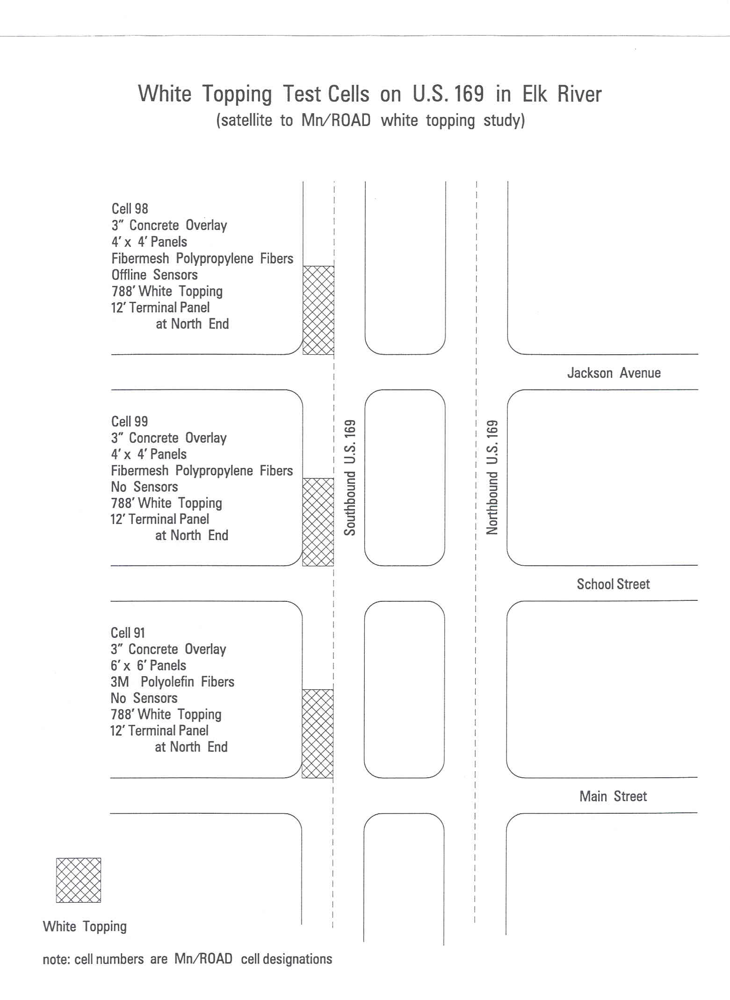 White Topping Test Cells on U.S. 169 in Elk River
(satellite to Mn/ROAD white topping study)
Cell 98
3" Concrete Overlay
4' x 4' Panels
Fibermesh Polypropylene Fibers
Offline Sensors
788' White Topping
12' Terminal Panel
at North End
Jackson Avenue
Cell 99
3" Concrete Overlay
4' x 4' Panels
Fibermesh Polypropylene Fibers
No Sensors
788' White Topping
12' Terminal Panel
at North End
Southbound U.S. 169
Northbound U.S. 169
School Street
Cell 91
3" Concrete Overlay
6' x 6' Panels
3M Polyolefin Fibers
No Sensors
788' White Topping
12' Terminal Panel
at North End
Main Street
White Topping
note: cell numbers are Mn/ROAD cell designations